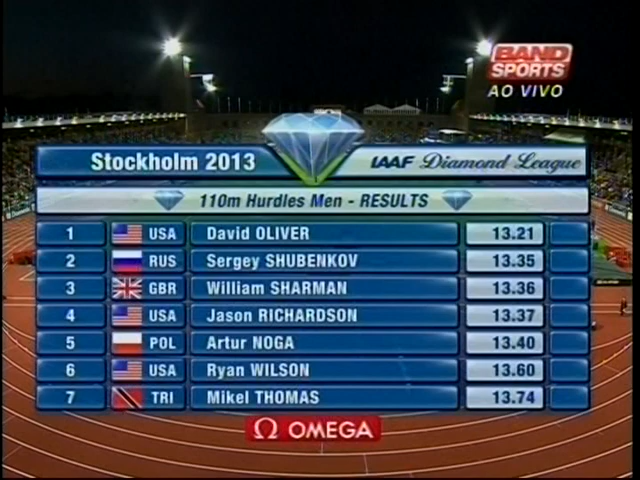 BAND
SPORTS
AO VIVO
Stockholm 2013
IAAF Diamond League
110m Hurdles Men - RESULTS
1 USA David OLIVER 13.21
2 RUS Sergey SHUBENKOV 13.35
3 GBR William SHARMAN 13.36
4 USA Jason RICHARDSON 13.37
5 POL Artur NOGA 13.40
6 USA Ryan WILSON 13.60
7 TRI Mikel THOMAS 13.74
Ω OMEGA